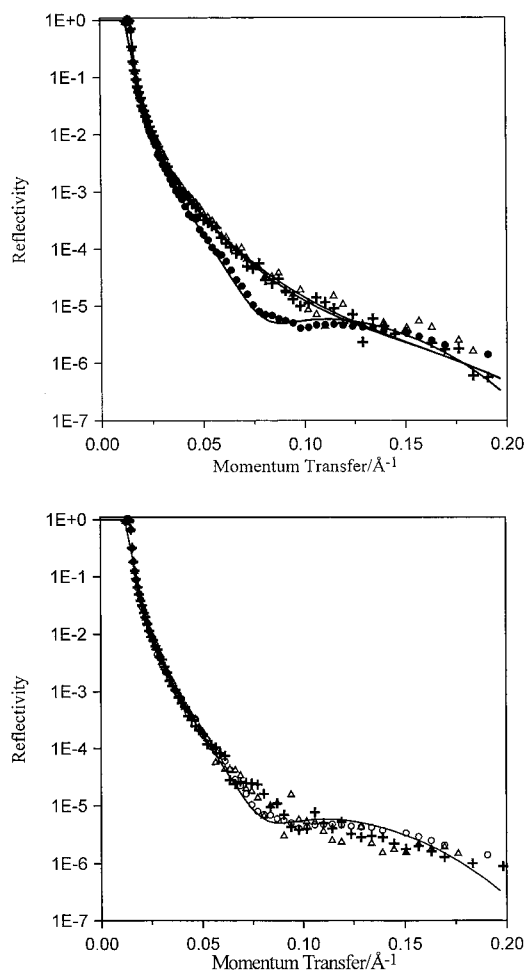 1E+0
1E-1
1E-2
1E-3
1E-4
1E-5
1E-6
1E-7
Reflectivity
0.00 0.05 0.10 0.15 0.20
Momentum Transfer/Å⁻¹
1E+0
1E-1
1E-2
1E-3
1E-4
1E-5
1E-6
1E-7
Reflectivity
0.00 0.05 0.10 0.15 0.20
Momentum Transfer/Å⁻¹